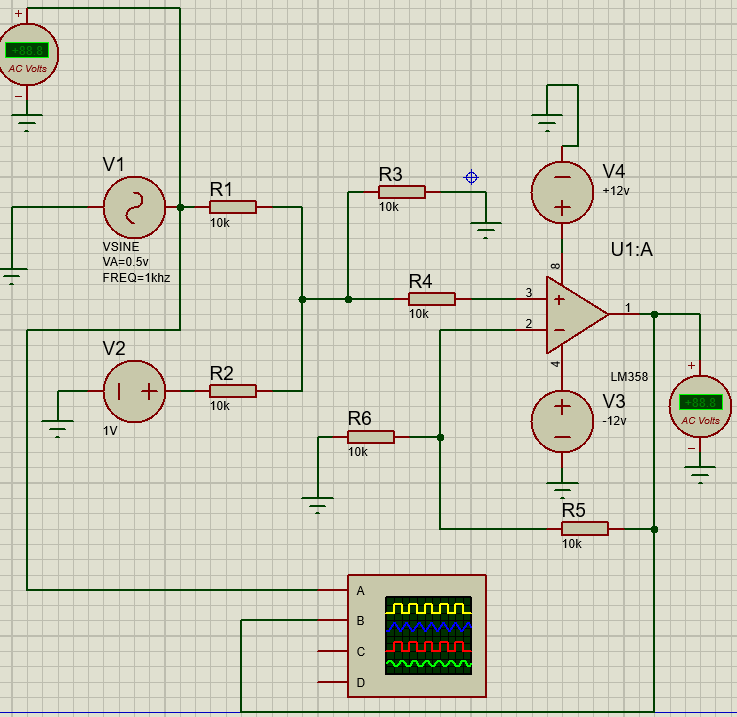 +
+88.8
AC Volts
−
V1
VSINE
VA=0.5v
FREQ=1khz
R1
10k
R3
10k
V4
+12v
−
+
U1:A
8
R4
10k
3
+
2
−
1
4
LM358
V2
+
1V
R2
10k
R6
10k
V3
-12v
+
−
+
+88.8
AC Volts
−
R5
10k
A
B
C
D